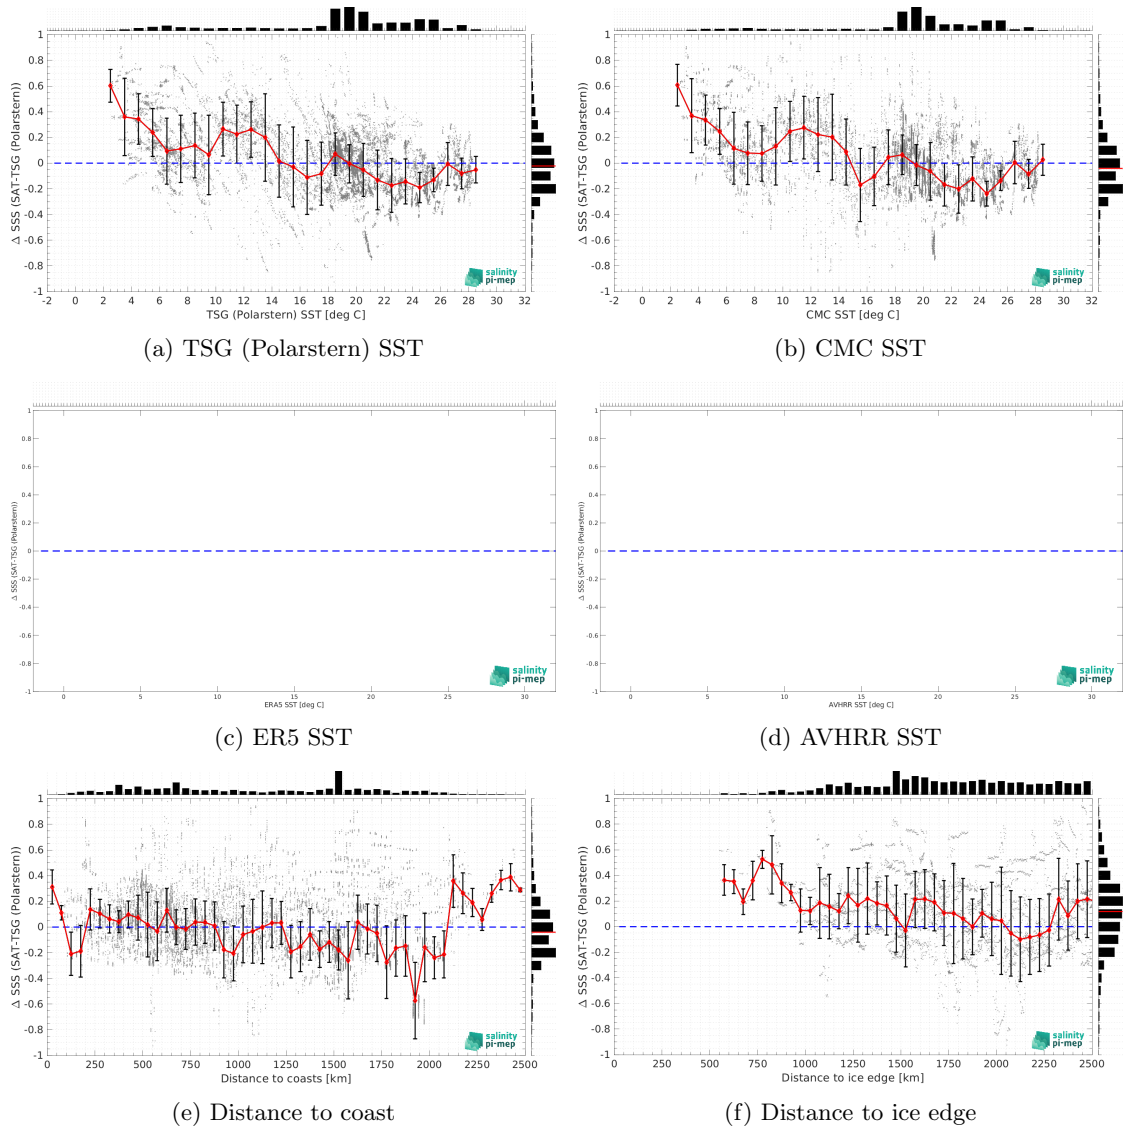 1
0.8
0.6
0.4
0.2
0
-0.2
-0.4
-0.6
-0.8
-1
Δ SSS (SAT-TSG (Polarstern))
-2 0 2 4 6 8 10 12 14 16 18 20 22 24 26 28 30 32
TSG (Polarstern) SST [deg C]
salinity
pi-mep
(a) TSG (Polarstern) SST
1
0.8
0.6
0.4
0.2
0
-0.2
-0.4
-0.6
-0.8
-1
Δ SSS (SAT-TSG (Polarstern))
-2 0 2 4 6 8 10 12 14 16 18 20 22 24 26 28 30 32
CMC SST [deg C]
salinity
pi-mep
(b) CMC SST
1
0.8
0.6
0.4
0.2
0
-0.2
-0.4
-0.6
-0.8
-1
Δ SSS (SAT-TSG (Polarstern))
0 5 10 15 20 25 30
ERA5 SST [deg C]
salinity
pi-mep
(c) ER5 SST
1
0.8
0.6
0.4
0.2
0
-0.2
-0.4
-0.6
-0.8
-1
Δ SSS (SAT-TSG (Polarstern))
0 5 10 15 20 25 30
AVHRR SST [deg C]
salinity
pi-mep
(d) AVHRR SST
1
0.8
0.6
0.4
0.2
0
-0.2
-0.4
-0.6
-0.8
-1
Δ SSS (SAT-TSG (Polarstern))
0 250 500 750 1000 1250 1500 1750 2000 2250 2500
Distance to coasts [km]
salinity
pi-mep
(e) Distance to coast
1
0.8
0.6
0.4
0.2
0
-0.2
-0.4
-0.6
-0.8
-1
Δ SSS (SAT-TSG (Polarstern))
0 250 500 750 1000 1250 1500 1750 2000 2250 2500
Distance to ice edge [km]
salinity
pi-mep
(f) Distance to ice edge